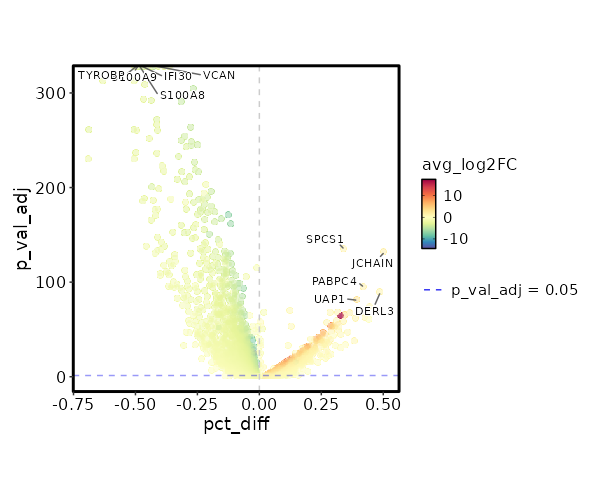 TYROBP S100A9 IFI30 VCAN
S100A8
SPCS1
JCHAIN
PABPC4
UAP1
DERL3
p_val_adj
300
200
100
0
-0.75 -0.50 -0.25 0.00 0.25 0.50
pct_diff
avg_log2FC
10
0
-10
p_val_adj = 0.05